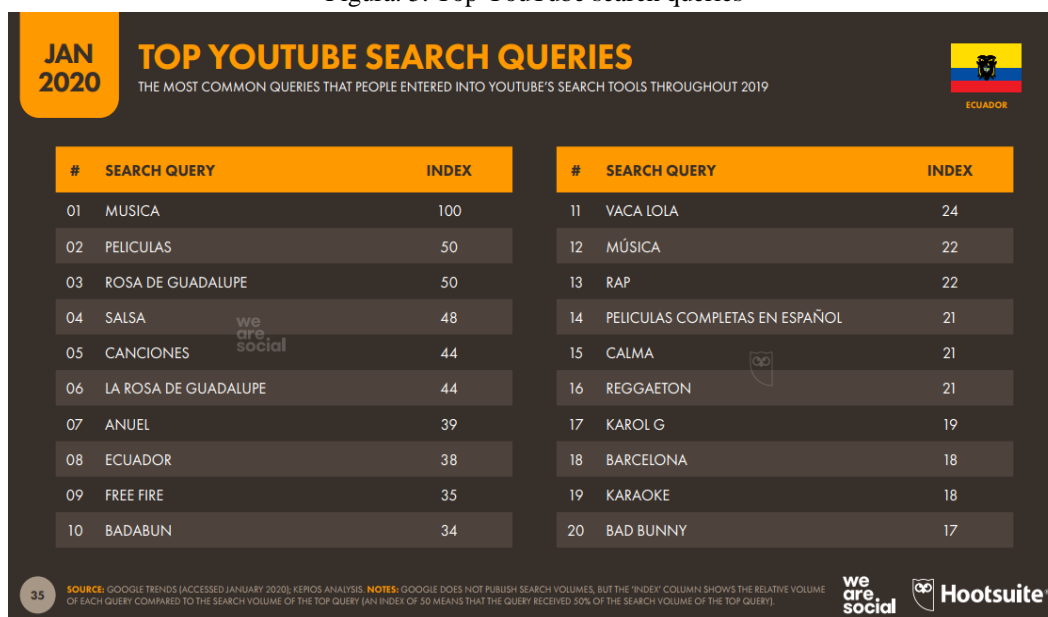 Figura. 3. Top YouTube search queries
JAN
2020
TOP YOUTUBE SEARCH QUERIES
THE MOST COMMON QUERIES THAT PEOPLE ENTERED INTO YOUTUBE'S SEARCH TOOLS THROUGHOUT 2019
ECUADOR
# SEARCH QUERY INDEX
01 MUSICA 100
02 PELICULAS 50
03 ROSA DE GUADALUPE 50
04 SALSA 48
05 CANCIONES 44
06 LA ROSA DE GUADALUPE 44
07 ANUEL 39
08 ECUADOR 38
09 FREE FIRE 35
10 BADABUN 34
we
are.
social
# SEARCH QUERY INDEX
11 VACA LOLA 24
12 MÚSICA 22
13 RAP 22
14 PELICULAS COMPLETAS EN ESPAÑOL 21
15 CALMA 21
16 REGGAETON 21
17 KAROL G 19
18 BARCELONA 18
19 KARAOKE 18
20 BAD BUNNY 17
35
SOURCE: GOOGLE TRENDS (ACCESSED JANUARY 2020); KEPIOS ANALYSIS. NOTES: GOOGLE DOES NOT PUBLISH SEARCH VOLUMES, BUT THE "INDEX" COLUMN SHOWS THE RELATIVE VOLUME
OF EACH QUERY COMPARED TO THE SEARCH VOLUME OF THE TOP QUERY (AN INDEX OF 50 MEANS THAT THE QUERY RECEIVED 50% OF THE SEARCH VOLUME OF THE TOP QUERY).
we
are.
social
Hootsuite